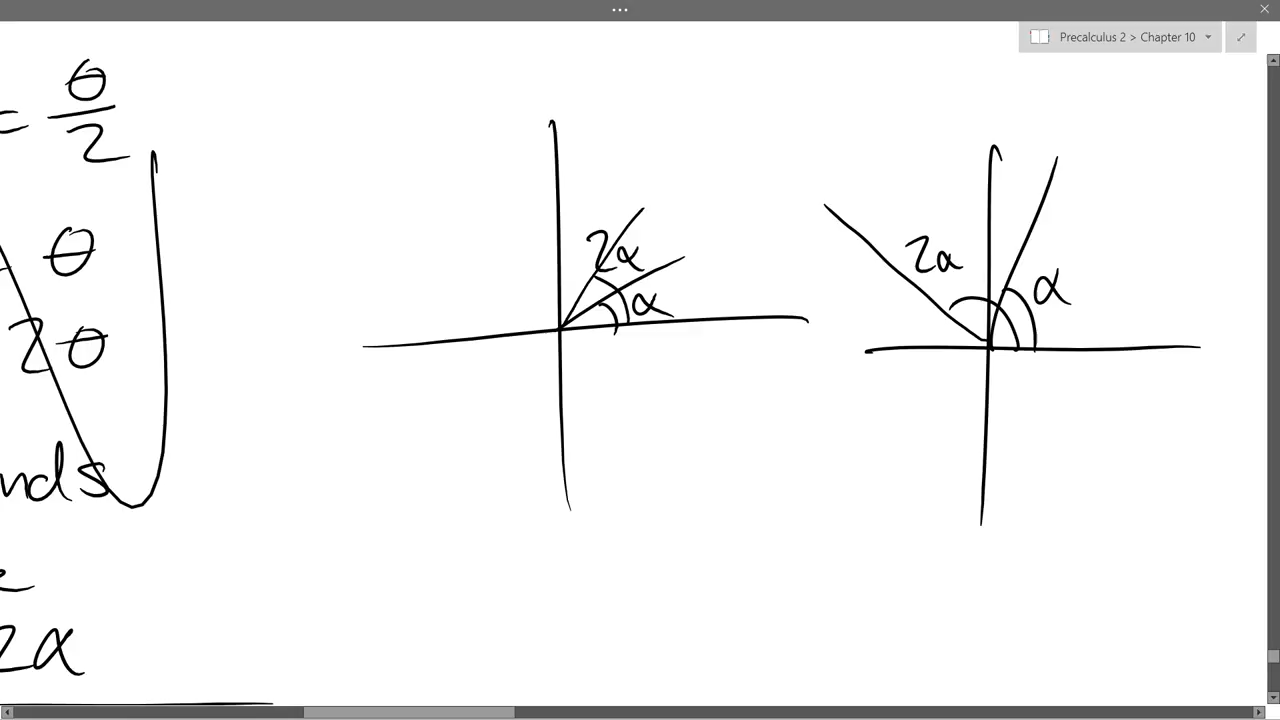 Precalculus 2 > Chapter 10
= θ/2
θ
2θ
nds
2α
2α
α
2α
α